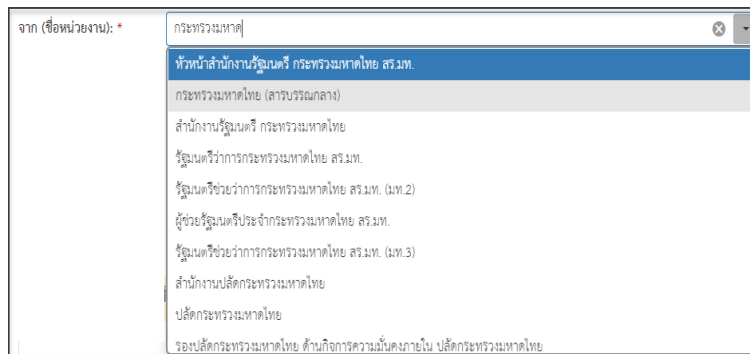 จาก (ชื่อหน่วยงาน): * กระทรวงมหาด
หัวหน้าสำนักงานรัฐมนตรี กระทรวงมหาดไทย สร.มท.
กระทรวงมหาดไทย (สารบรรณกลาง)
สำนักงานรัฐมนตรี กระทรวงมหาดไทย
รัฐมนตรีว่าการกระทรวงมหาดไทย สร.มท.
รัฐมนตรีช่วยว่าการกระทรวงมหาดไทย สร.มท. (มท.2)
ผู้ช่วยรัฐมนตรีประจำกระทรวงมหาดไทย สร.มท.
รัฐมนตรีช่วยว่าการกระทรวงมหาดไทย สร.มท. (มท.3)
สำนักงานปลัดกระทรวงมหาดไทย
ปลัดกระทรวงมหาดไทย
รองปลัดกระทรวงมหาดไทย ด้านกิจการความมั่นคงภายใน ปลัดกระทรวงมหาดไทย